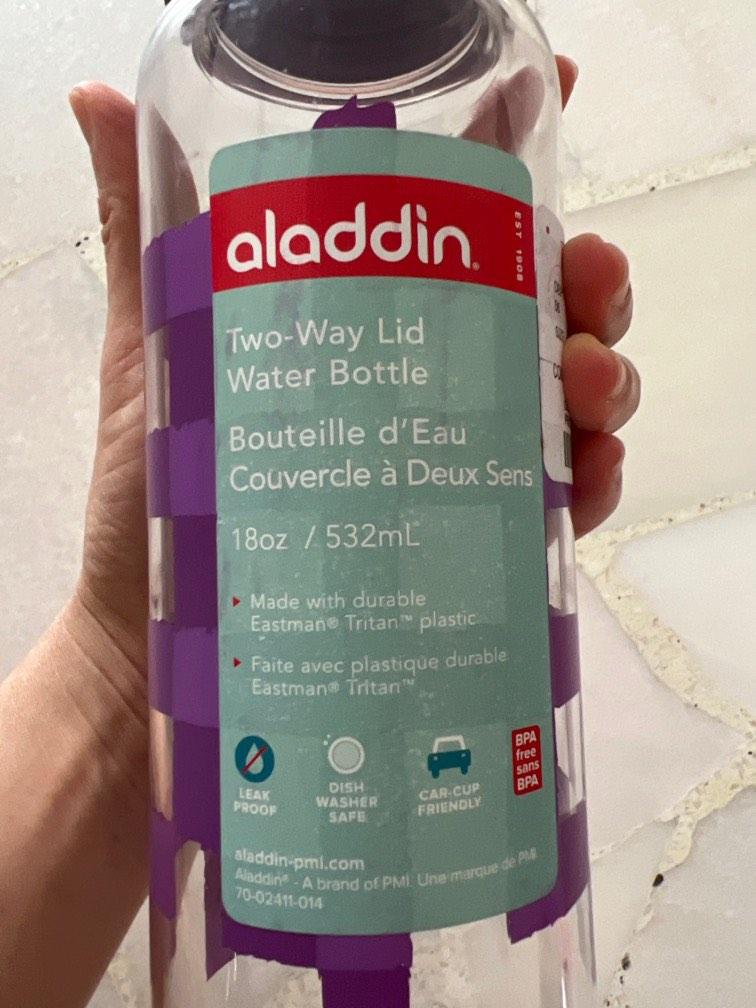 aladdin®
EST 1908
Two-Way Lid
Water Bottle
Bouteille d'Eau
Couvercle à Deux Sens
18oz / 532mL
Made with durable
Eastman® Tritan™ plastic
Faite avec plastique durable
Eastman® Tritan™
LEAK
PROOF
DISH
WASHER
SAFE
CAR-CUP
FRIENDLY
BPA
free
sans
BPA
aladdin-pmi.com
Aladdin® - A brand of PMI. Une marque de PMI
70-02411-014